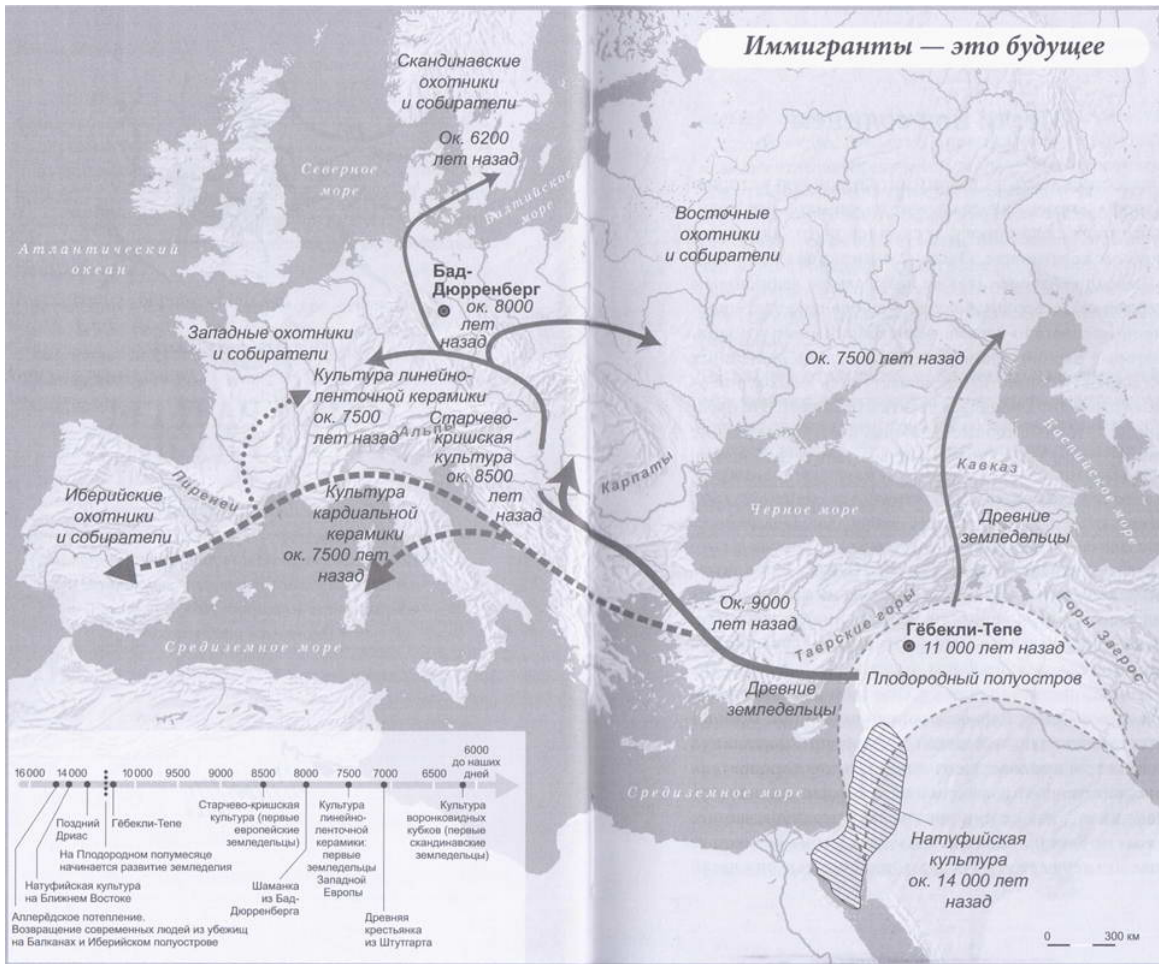 Иммигранты — это будущее
Скандинавские
охотники
и собиратели
Ок. 6200
лет назад
Северное
море
Балтийское
море
Атлантический
океан
Восточные
охотники
и собиратели
Бад-
Дюрренберг
ок. 8000
лет
назад
Западные охотники
и собиратели
Ок. 7500 лет назад
Культура линейно-
ленточной керамики
ок. 7500
лет назад
Альпы
Старчево-
кришская
культура
ок. 8500
лет
назад
Карпаты
Каспийское море
Кавказ
Пиренеи
Иберийские
охотники
и собиратели
Культура
кардиальной
керамики
ок. 7500 лет
назад
Черное море
Древние
земледельцы
Ок. 9000
лет назад
Таврские горы
Горы Загрос
Гёбекли-Тепе
11 000 лет назад
Средиземное море
Плодородный полуостров
Древние
земледельцы
Средиземное море
Натуфийская
культура
ок. 14 000 лет
назад
0 300 км
6000
до наших
дней
16 000 14 000 10 000 9500 9000 8500 8000 7500 7000 6500
Поздний
Дриас
Гёбекли-Тепе
На Плодородном полумесяце
начинается развитие земледелия
Натуфийская культура
на Ближнем Востоке
Аллерёдское потепление.
Возвращение современных людей из убежищ
на Балканах и Иберийском полуострове
Старчево-кришская
культура (первые
европейские
земледельцы)
Шаманка
из Бад-
Дюрренберга
Культура
линейно-
ленточной
керамики:
первые
земледельцы
Западной
Европы
Древняя
крестьянка
из Штутгарта
Культура
воронковидных
кубков (первые
скандинавские
земледельцы)